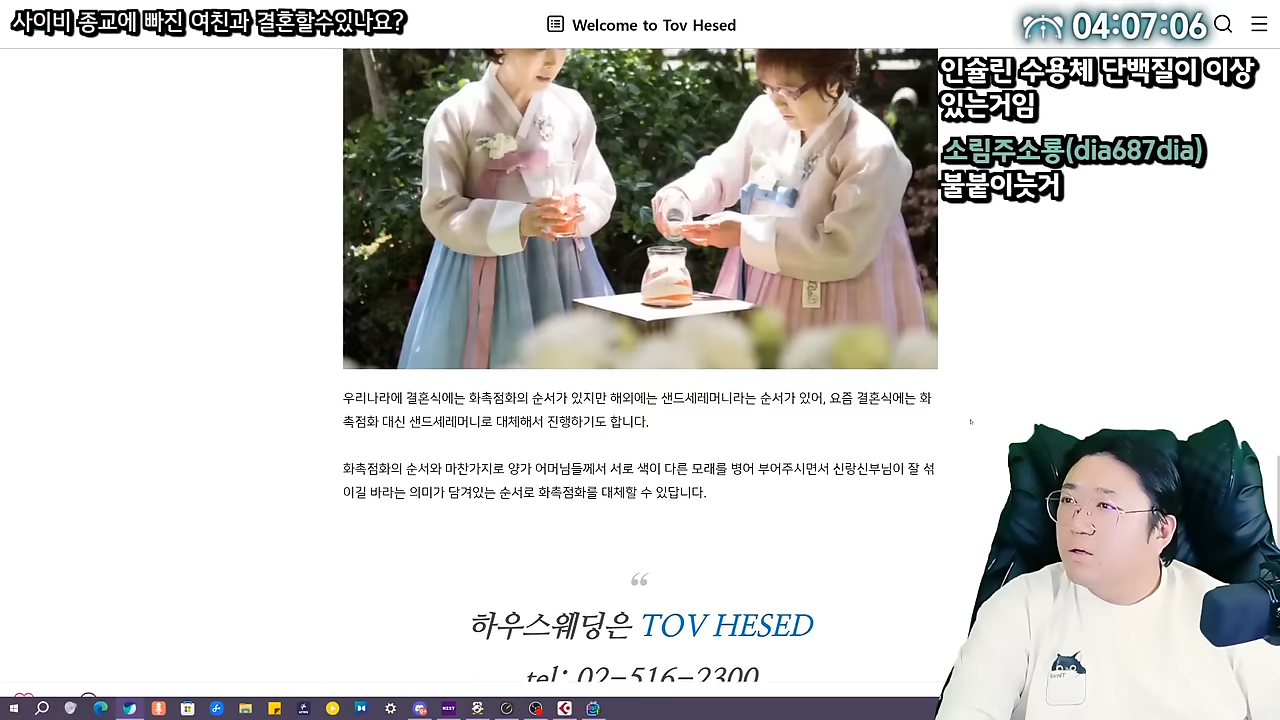 사이비 종교에 빠진 여친과 결혼할수있나요?
Welcome to Tov Hesed
04:07:06
인슐린 수용체 단백질이 이상
있는거임
소림주소룡(dia687dia)
불붙이늣거
우리나라에 결혼식에는 화촉점화의 순서가 있지만 해외에는 샌드세레머니라는 순서가 있어, 요즘 결혼식에는 화
촉점화 대신 샌드세레머니로 대체해서 진행하기도 합니다.
화촉점화의 순서와 마찬가지로 양가 어머님들께서 서로 색이 다른 모래를 병어 부어주시면서 신랑신부님이 잘 섞
이길 바라는 의미가 담겨있는 순서로 화촉점화를 대체할 수 있답니다.
“
하우스웨딩은 TOV HESED
tel: 02-516-2300